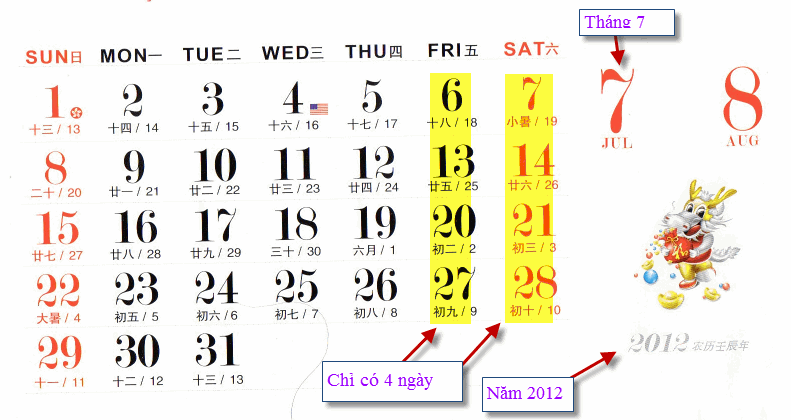 Tháng 7
SUN日 MON一 TUE二 WED三 THU四 FRI五 SAT六
7 8
JUL AUG
1 2 3 4 5 6 7
十三 / 13 十四 / 14 十五 / 15 十六 / 16 十七 / 17 十八 / 18 小暑 / 19
8 9 10 11 12 13 14
二十 / 20 廿一 / 21 廿二 / 22 廿三 / 23 廿四 / 24 廿五 / 25 廿六 / 26
15 16 17 18 19 20 21
廿七 / 27 廿八 / 28 廿九 / 29 三十 / 30 六月 / 1 初二 / 2 初三 / 3
22 23 24 25 26 27 28
大暑 / 4 初五 / 5 初六 / 6 初七 / 7 初八 / 8 初九 / 9 初十 / 10
29 30 31
十一 / 11 十二 / 12 十三 / 13
2012 农历壬辰年
Chì có 4 ngày
Năm 2012